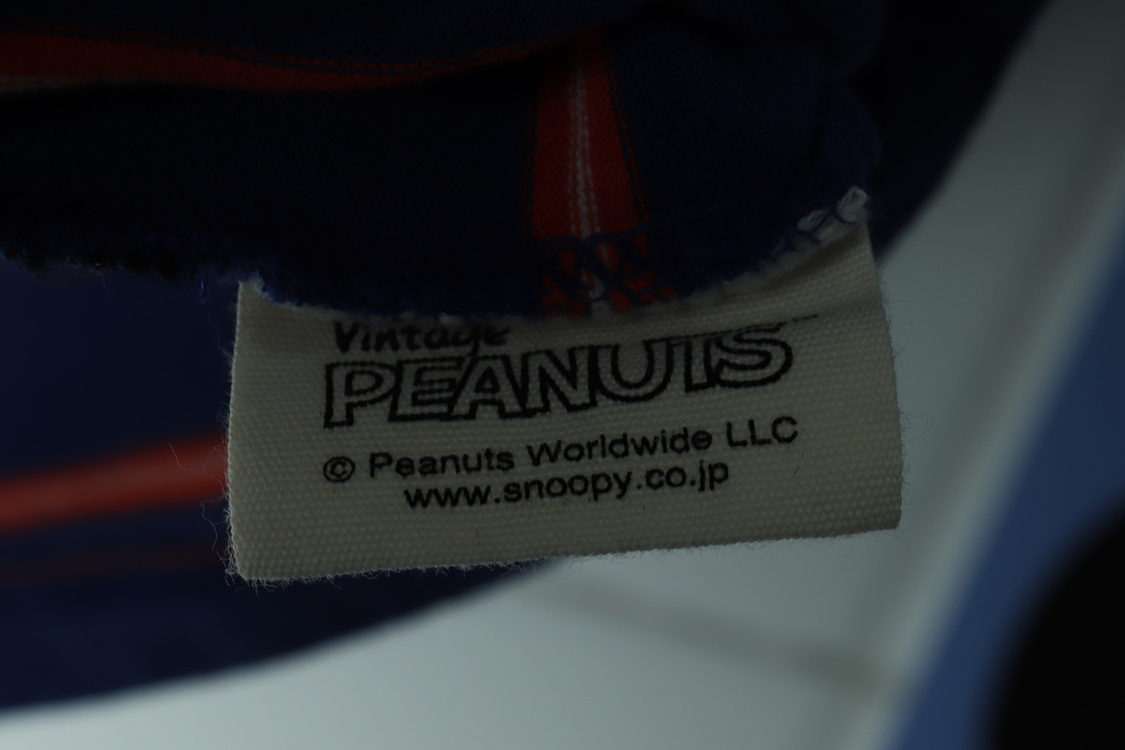 Vintage
PEANUTS
© Peanuts Worldwide LLC
www.snoopy.co.jp